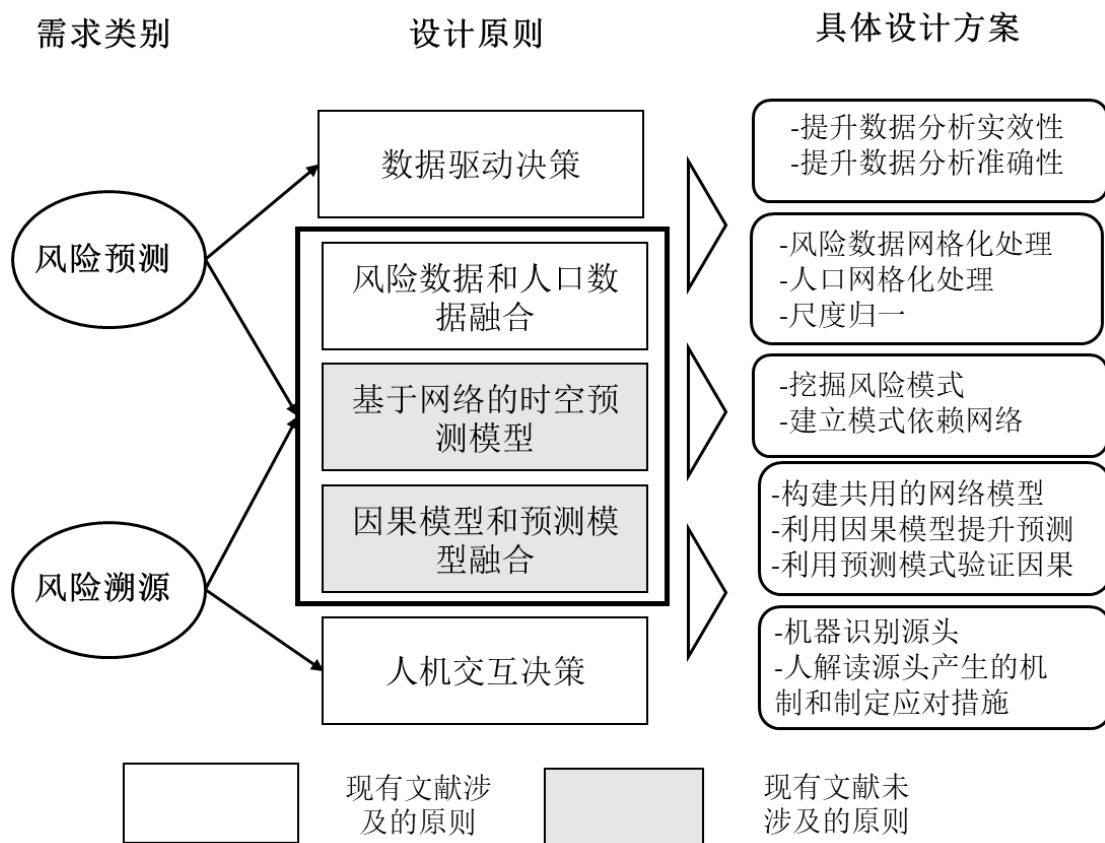 需求类别
设计原则
具体设计方案
风险预测
风险溯源
数据驱动决策
风险数据和人口数
据融合
基于网络的时空预
测模型
因果模型和预测模
型融合
人机交互决策
-提升数据分析实效性
-提升数据分析准确性
-风险数据网格化处理
-人口网格化处理
-尺度归一
-挖掘风险模式
-建立模式依赖网络
-构建共用的网络模型
-利用因果模型提升预测
-利用预测模式验证因果
-机器识别源头
-人解读源头产生的机
制和制定应对措施
现有文献涉
及的原则
现有文献未
涉及的原则